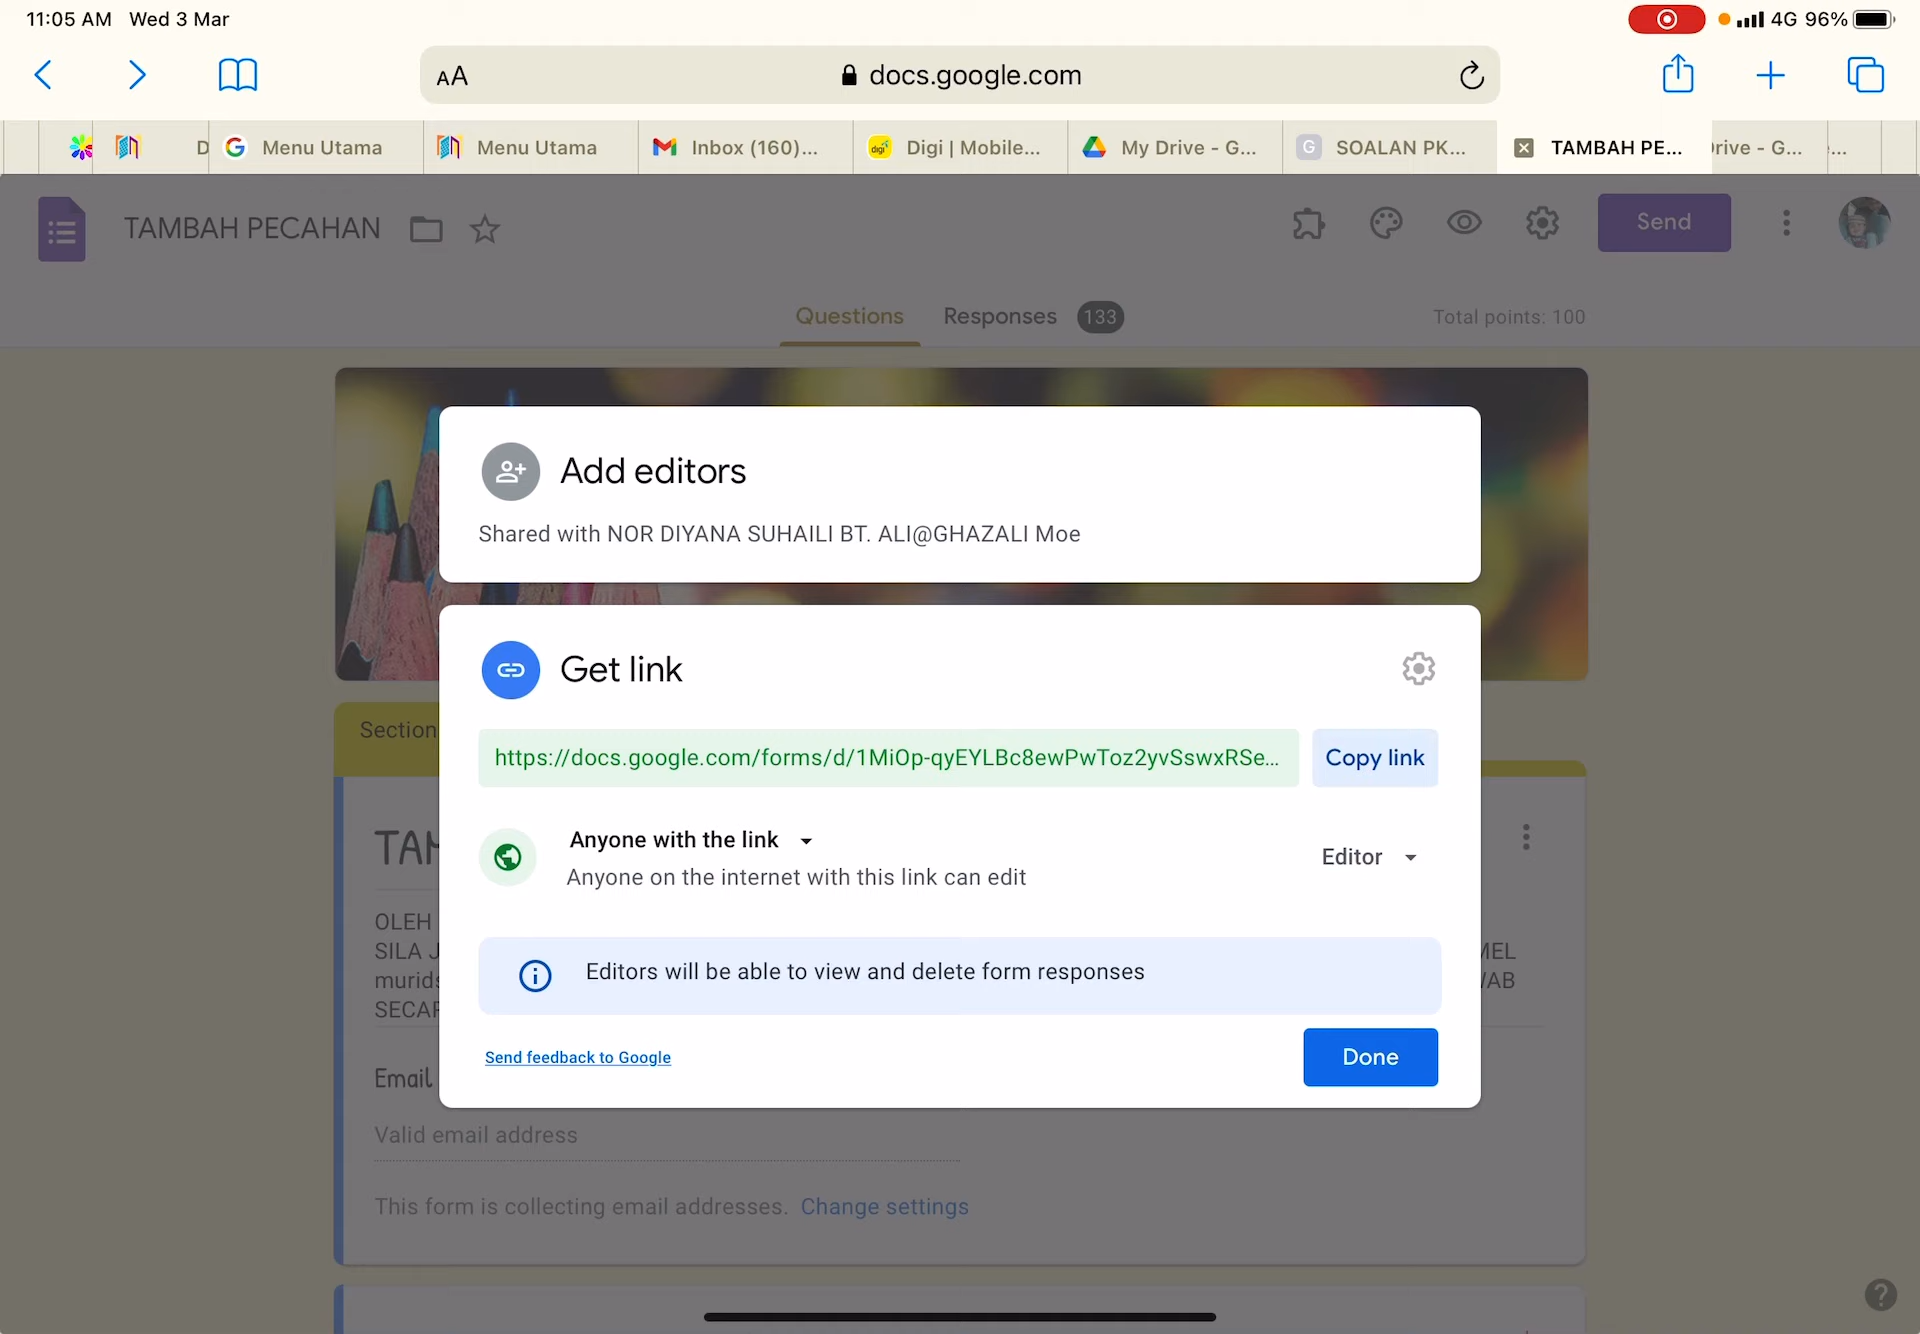 11:05 AM Wed 3 Mar
4G 96%
AA docs.google.com
D
Menu Utama
Menu Utama
Inbox (160)...
Digi | Mobile...
My Drive - G...
SOALAN PK...
TAMBAH PE...
rive - G...
...
TAMBAH PECAHAN
Send
Questions
Responses 133
Total points: 100
Add editors
Shared with NOR DIYANA SUHAILI BT. ALI@GHAZALI Moe
Get link
Section
https://docs.google.com/forms/d/1MiOp-qyEYLBc8ewPwToz2yvSswxRSe...
Copy link
Anyone with the link
Anyone on the internet with this link can edit
Editor
TAM
OLEH
SILA J
MEL
murids
WAB
SECAR
Editors will be able to view and delete form responses
Send feedback to Google
Done
Email
Valid email address
This form is collecting email addresses. Change settings